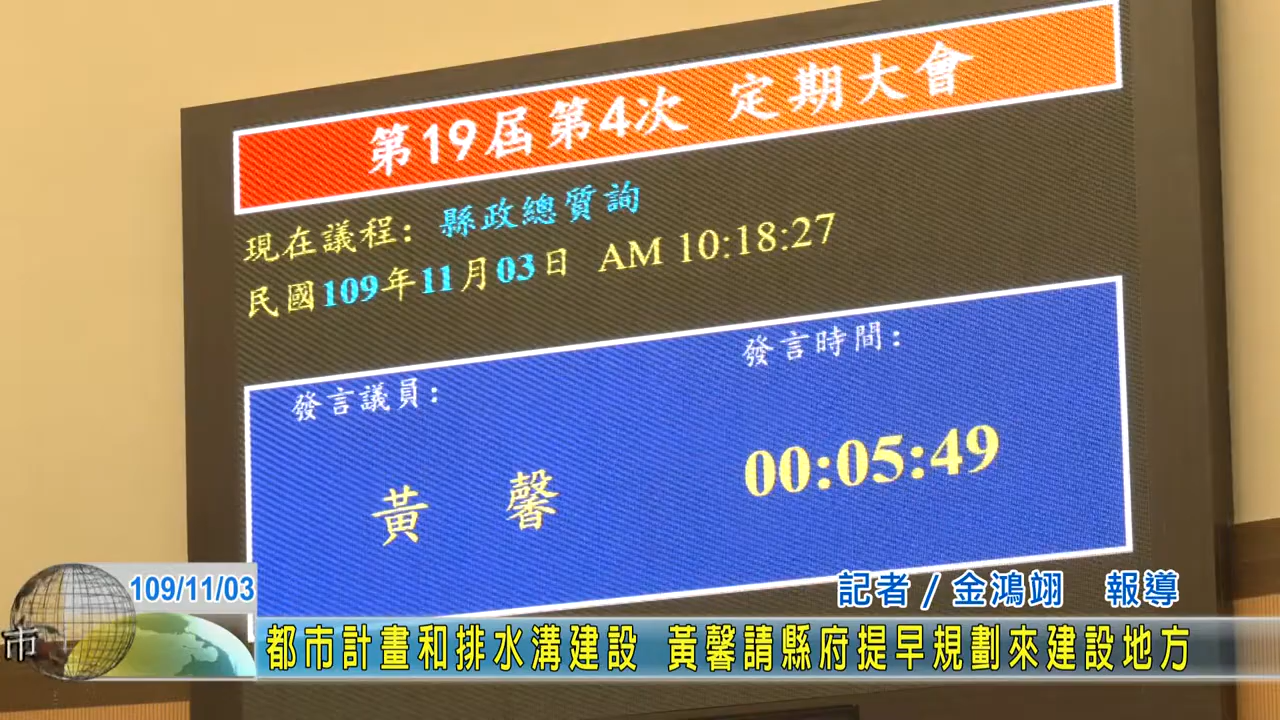 第19屆第4次 定期大會
現在議程: 縣政總質詢
民國109年11月03日 AM 10:18:27
發言議員:
發言時間:
黃 馨
00:05:49
109/11/03
記者/金鴻翊 報導
市
都市計畫和排水溝建設 黃馨請縣府提早規劃來建設地方